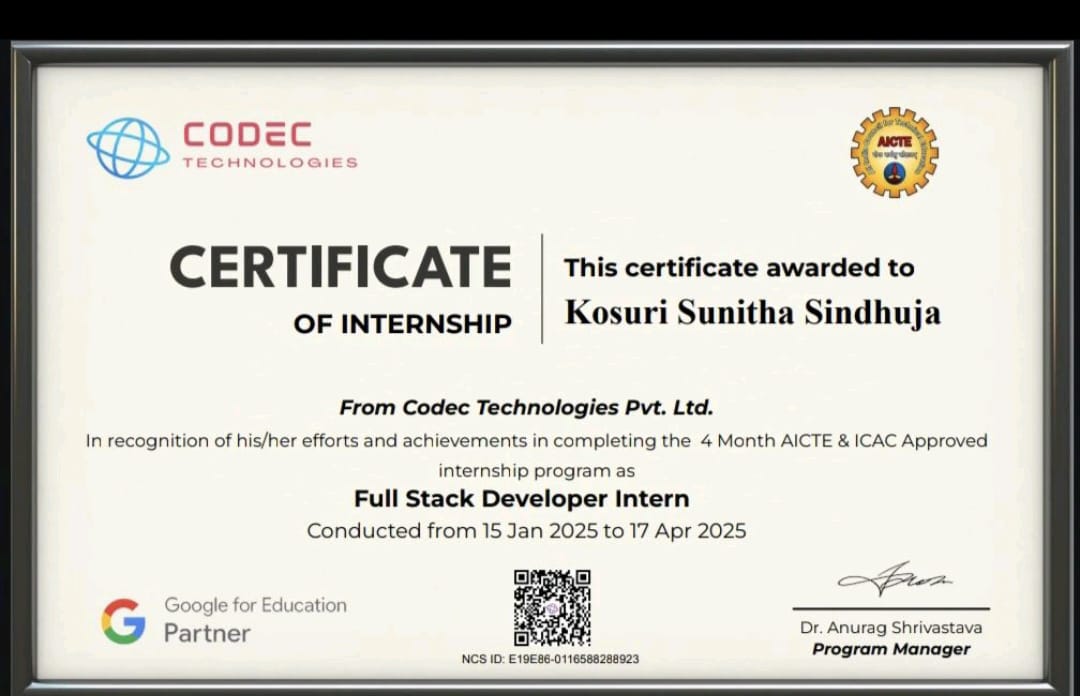 CODEC
TECHNOLOGIES
AICTE
CERTIFICATE
OF INTERNSHIP
This certificate awarded to
Kosuri Sunitha Sindhuja
From Codec Technologies Pvt. Ltd.
In recognition of his/her efforts and achievements in completing the 4 Month AICTE & ICAC Approved
internship program as
Full Stack Developer Intern
Conducted from 15 Jan 2025 to 17 Apr 2025
Google for Education
Partner
NCS ID: E19E86-0116588288923
Dr. Anurag Shrivastava
Program Manager